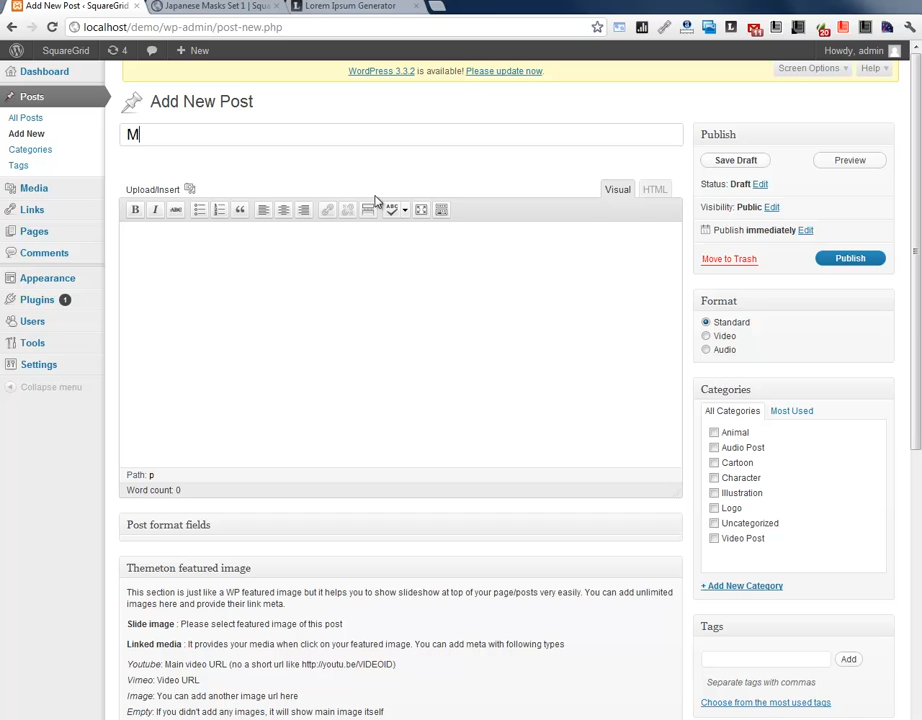 Add New Post ‹ SquareGrid
Japanese Masks Set 1 | Squa
Lorem Ipsum Generator
localhost/demo/wp-admin/post-new.php
11
20
SquareGrid
4
New
Howdy, admin
WordPress 3.3.2 is available! Please update now.
Screen Options
Help
Dashboard
Posts
All Posts
Add New
Categories
Tags
Media
Links
Pages
Comments
Appearance
Plugins 1
Users
Tools
Settings
Collapse menu
Add New Post
M
Upload/Insert
Visual
HTML
B I ABC
ABC
Path: p
Word count: 0
Post format fields
Themeton featured image
This section is just like a WP featured image but it helps you to show slideshow at top of your page/posts very easily. You can add unlimited
images here and provide their link meta.
Slide image : Please select featured image of this post
Linked media : It provides your media when click on your featured image. You can add meta with following types
Youtube: Main video URL (no a short url like http://youtu.be/VIDEOID)
Vimeo: Video URL
Image: You can add another image url here
Empty: If you didn't add any images, it will show main image itself
Publish
Save Draft
Preview
Status: Draft Edit
Visibility: Public Edit
Publish immediately Edit
Move to Trash
Publish
Format
Standard
Video
Audio
Categories
All Categories
Most Used
Animal
Audio Post
Cartoon
Character
Illustration
Logo
Uncategorized
Video Post
+ Add New Category
Tags
Add
Separate tags with commas
Choose from the most used tags